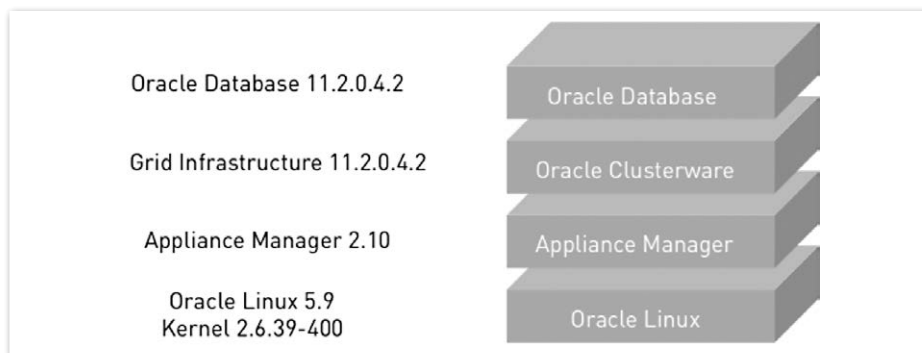 Oracle Database 11.2.0.4.2
Oracle Database
Grid Infrastructure 11.2.0.4.2
Oracle Clusterware
Appliance Manager 2.10
Appliance Manager
Oracle Linux 5.9
Kernel 2.6.39-400
Oracle Linux